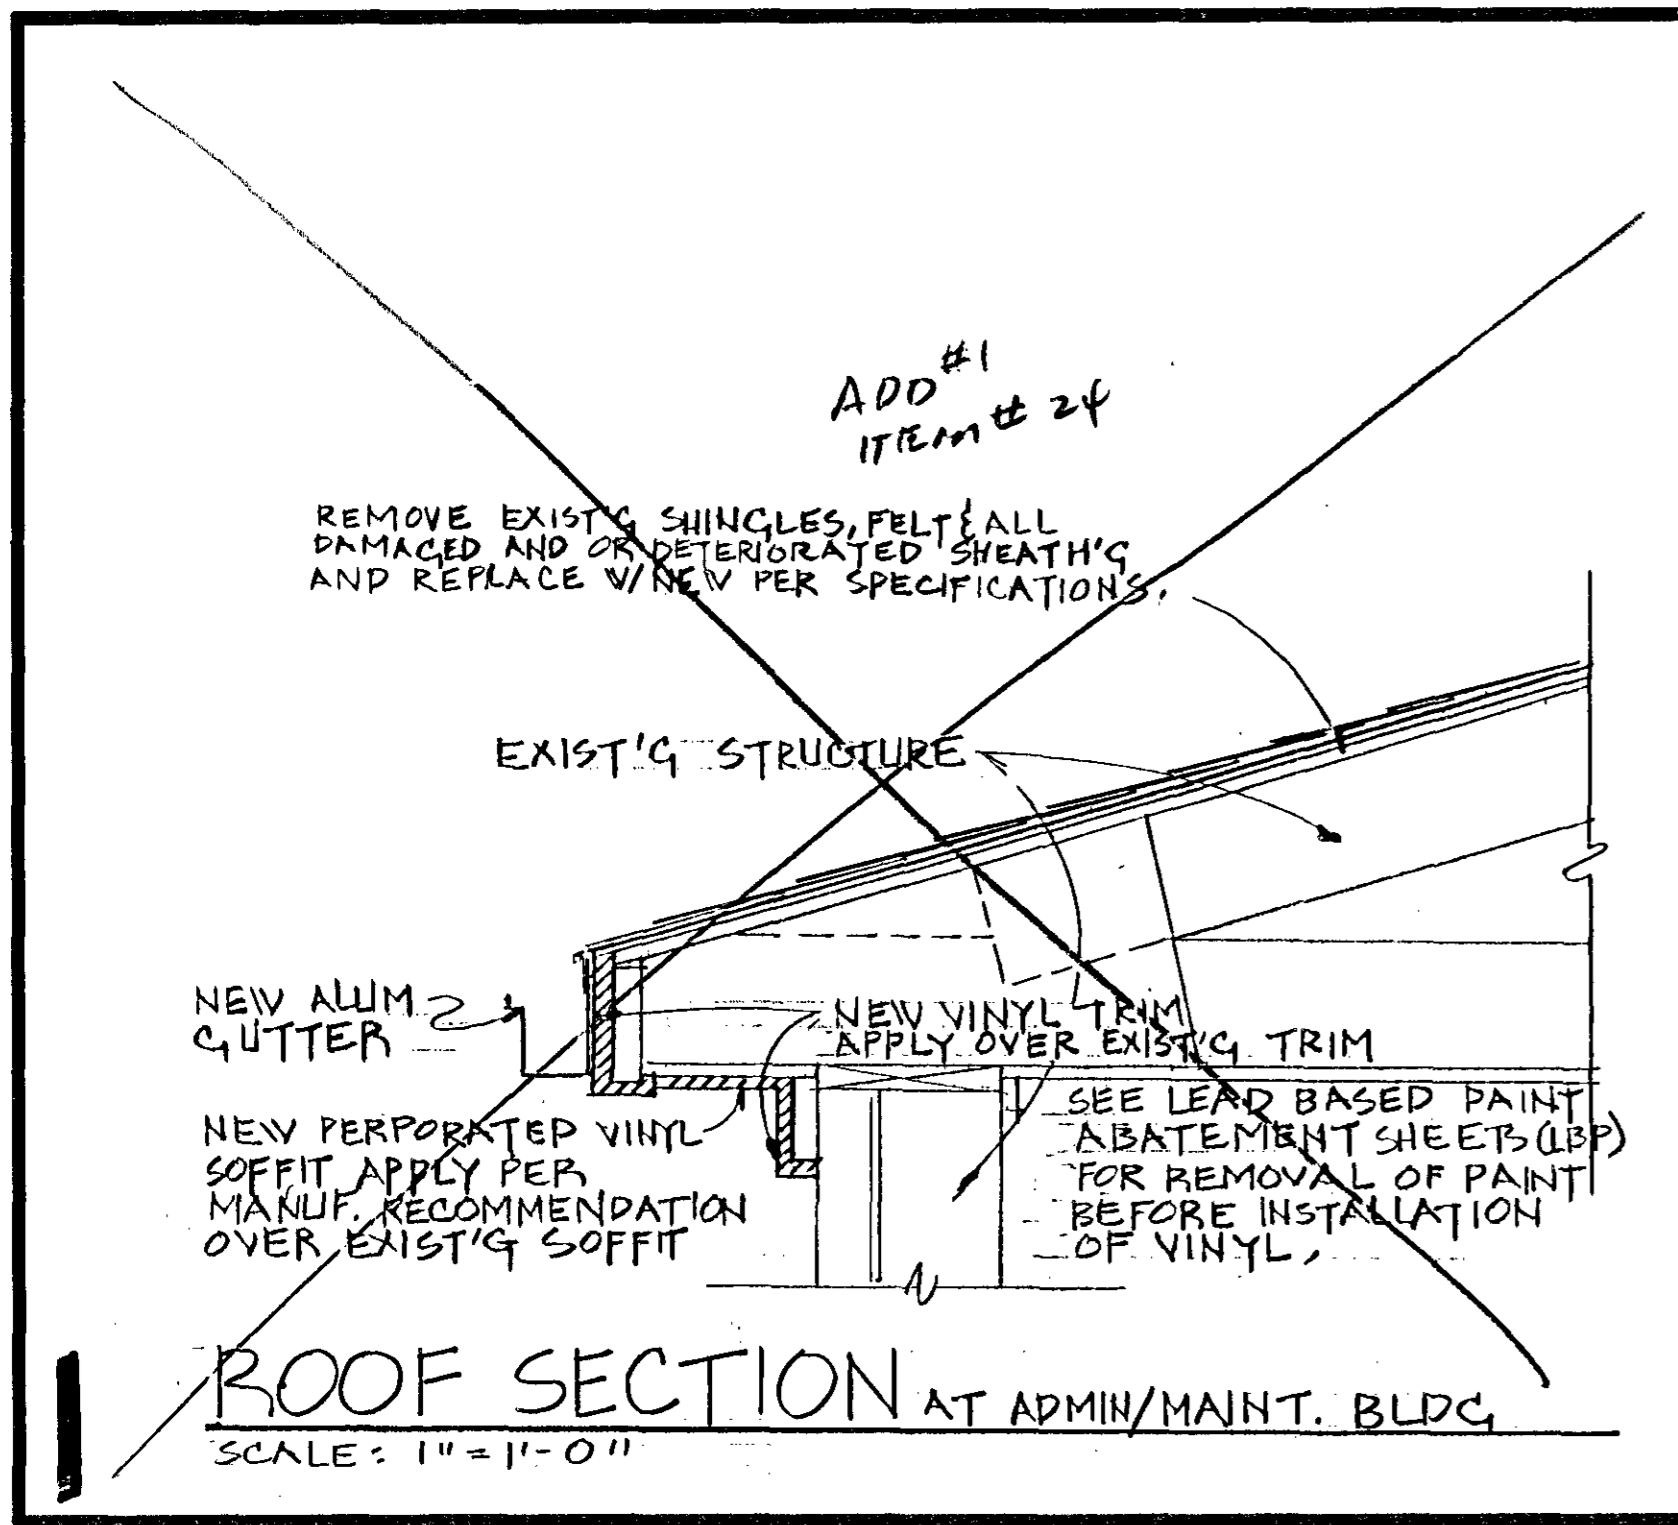 ADD #1
ITEM # 24
REMOVE EXIST'G SHINGLES, FELT & ALL
DAMAGED AND OR DETERIORATED SHEATH'G
AND REPLACE W/NEW PER SPECIFICATIONS.
EXIST'G STRUCTURE
NEW ALUM
GUTTER
NEW VINYL TRIM
APPLY OVER EXIST'G TRIM
NEW PERPORATED VINYL
SOFFIT APPLY PER
MANUF. RECOMMENDATION
OVER EXIST'G SOFFIT
SEE LEAD BASED PAINT
ABATEMENT SHEETS (LBP)
FOR REMOVAL OF PAINT
BEFORE INSTALLATION
OF VINYL,
ROOF SECTION AT ADMIN/MAINT. BLDG
SCALE: 1" = 1'-0"